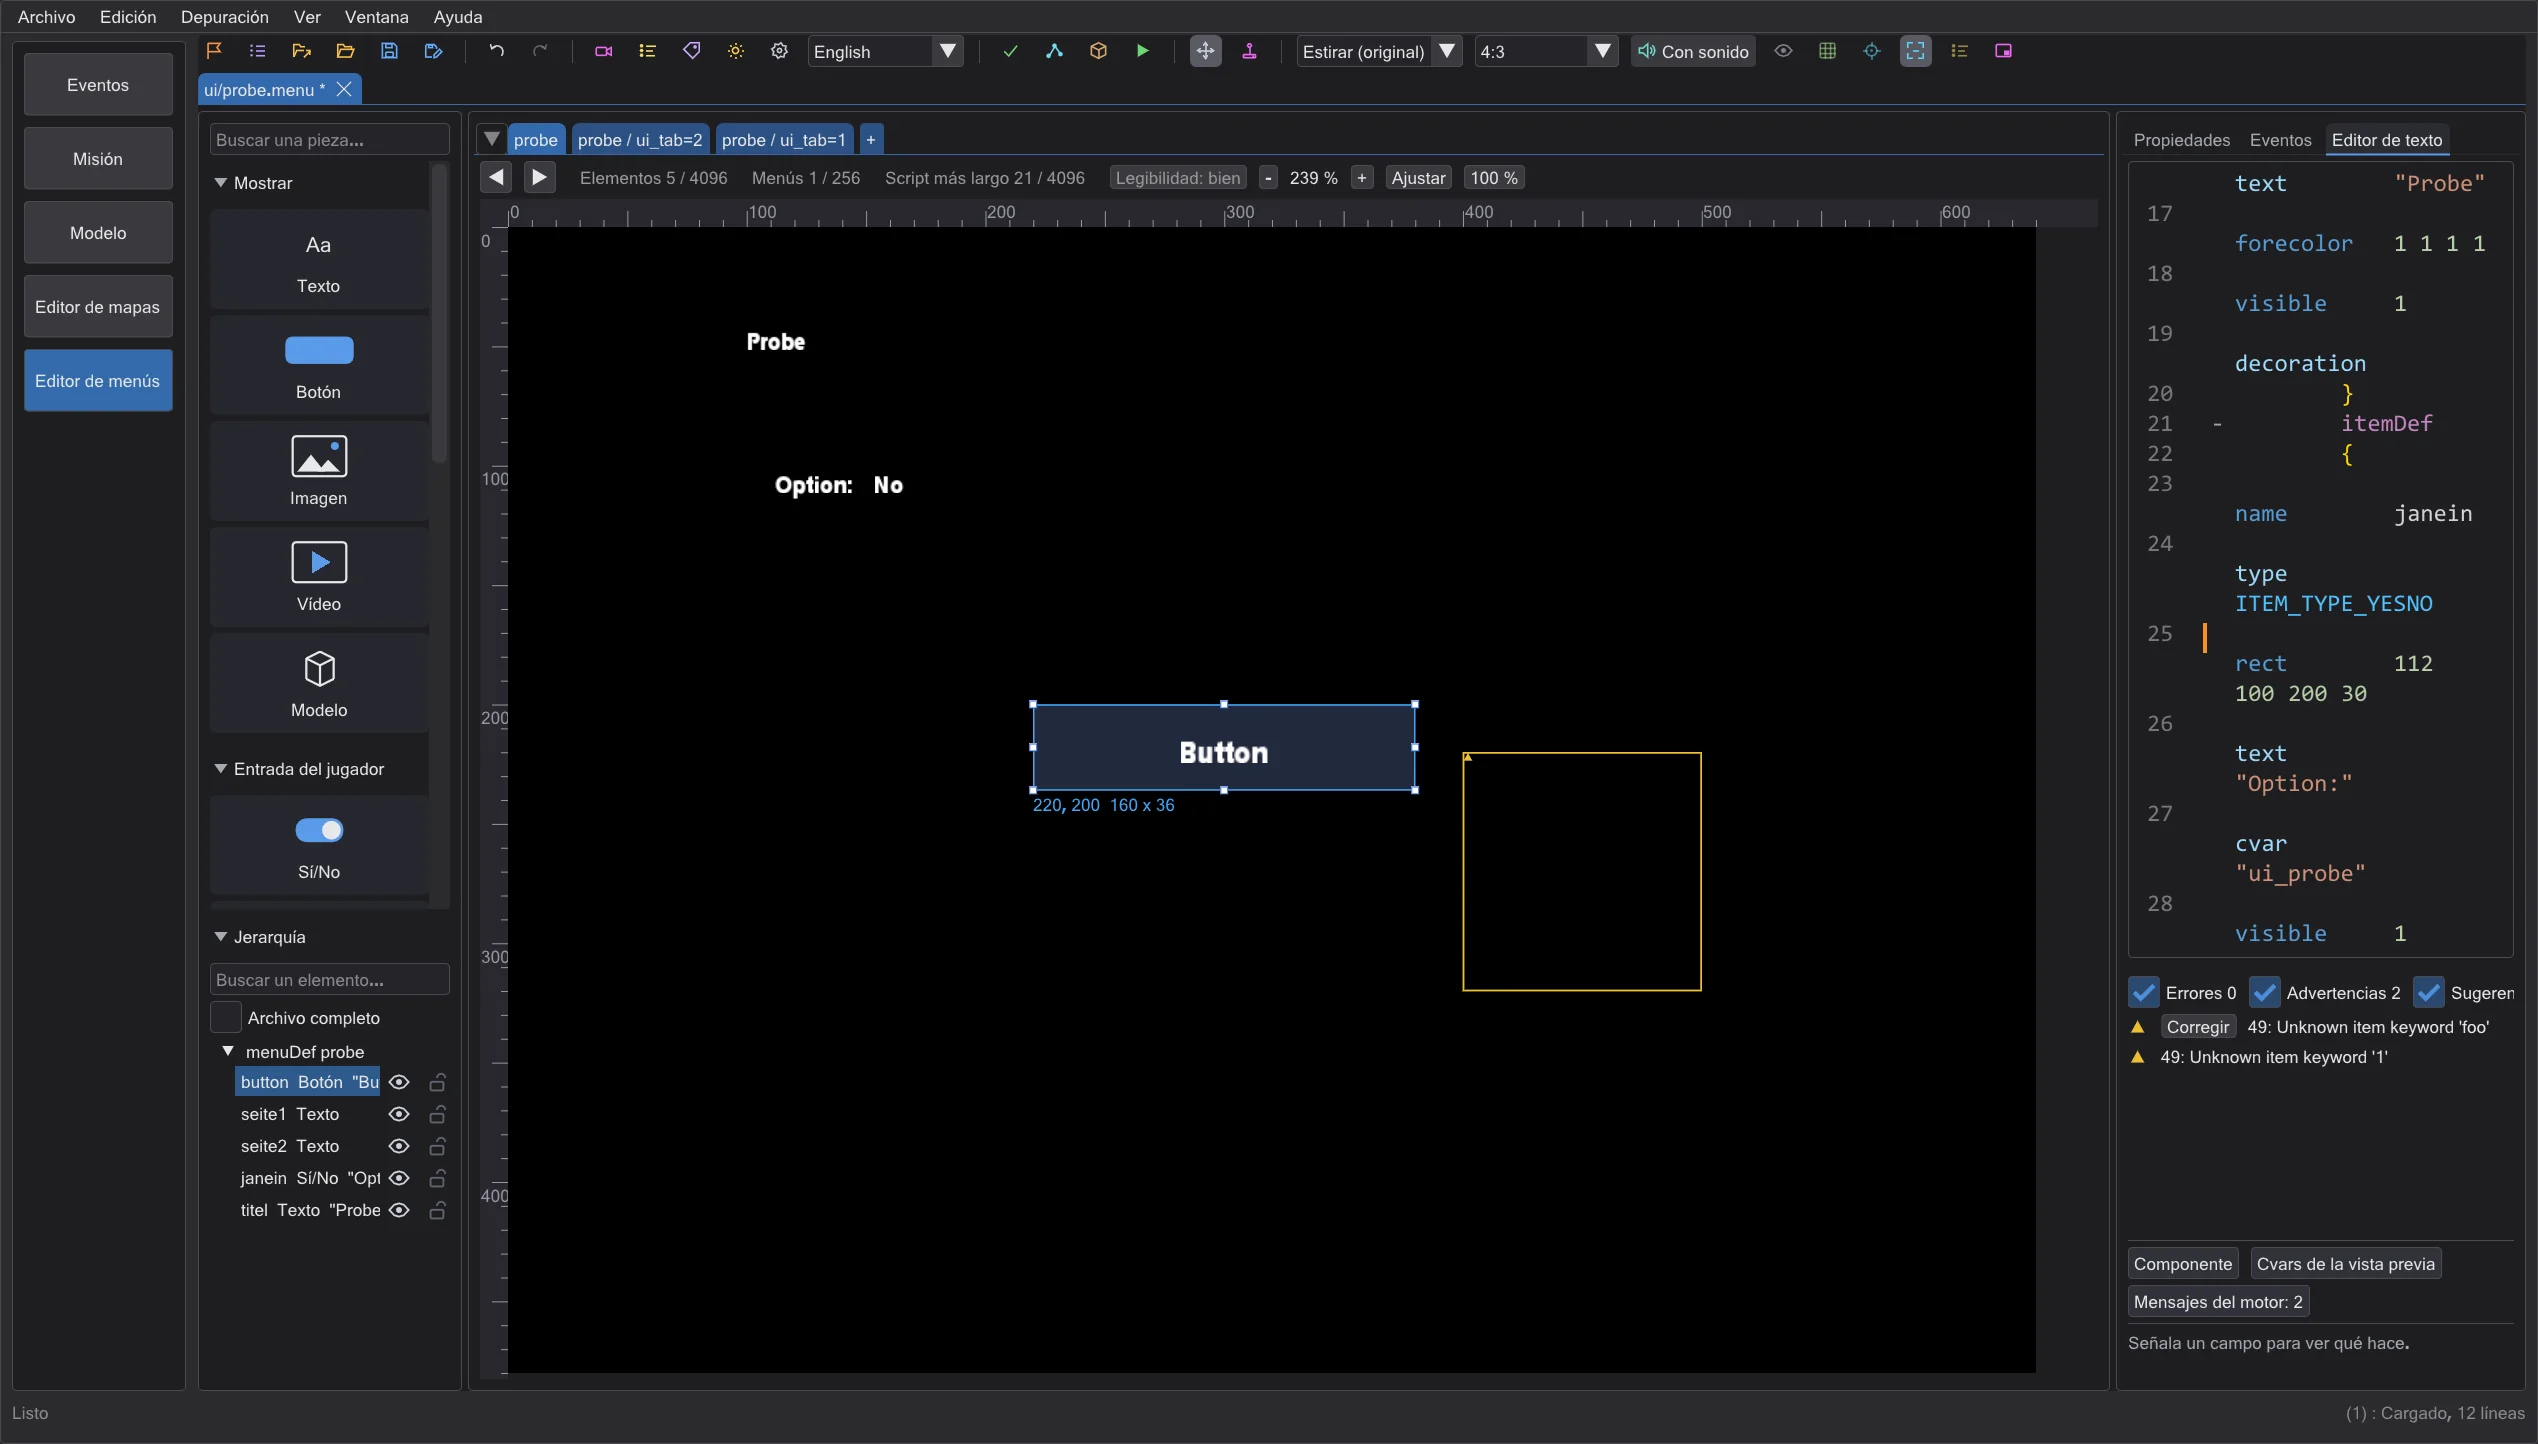 Archivo Edición Depuración Ver Ventana Ayuda
English
Estirar (original)
4:3
Con sonido
ui/probe.menu *
Eventos
Misión
Modelo
Editor de mapas
Editor de menús
Buscar una pieza...
Mostrar
Aa
Texto
Botón
Imagen
Vídeo
Modelo
Entrada del jugador
Sí/No
Jerarquía
Buscar un elemento...
Archivo completo
menuDef probe
button Botón "Bu
seite1 Texto
seite2 Texto
janein Sí/No "Opt
titel Texto "Probe
probe
probe / ui_tab=2
probe / ui_tab=1
+
Elementos 5 / 4096 Menús 1 / 256 Script más largo 21 / 4096 Legibilidad: bien - 239 % + Ajustar 100 %
0 100 200 300 400 500 600
0
100
200
300
400
Probe
Option: No
Button
220, 200 160 x 36
Propiedades Eventos Editor de texto
text "Probe"
17
forecolor 1 1 1 1
18
visible 1
19
decoration
20 }
21 - itemDef
22 {
23
name janein
24
type
ITEM_TYPE_YESNO
25
rect 112
100 200 30
26
text
"Option:"
27
cvar
"ui_probe"
28
visible 1
Errores 0 Advertencias 2 Sugeren
Corregir 49: Unknown item keyword 'foo'
49: Unknown item keyword '1'
Componente Cvars de la vista previa
Mensajes del motor: 2
Señala un campo para ver qué hace.
Listo
(1) : Cargado, 12 líneas